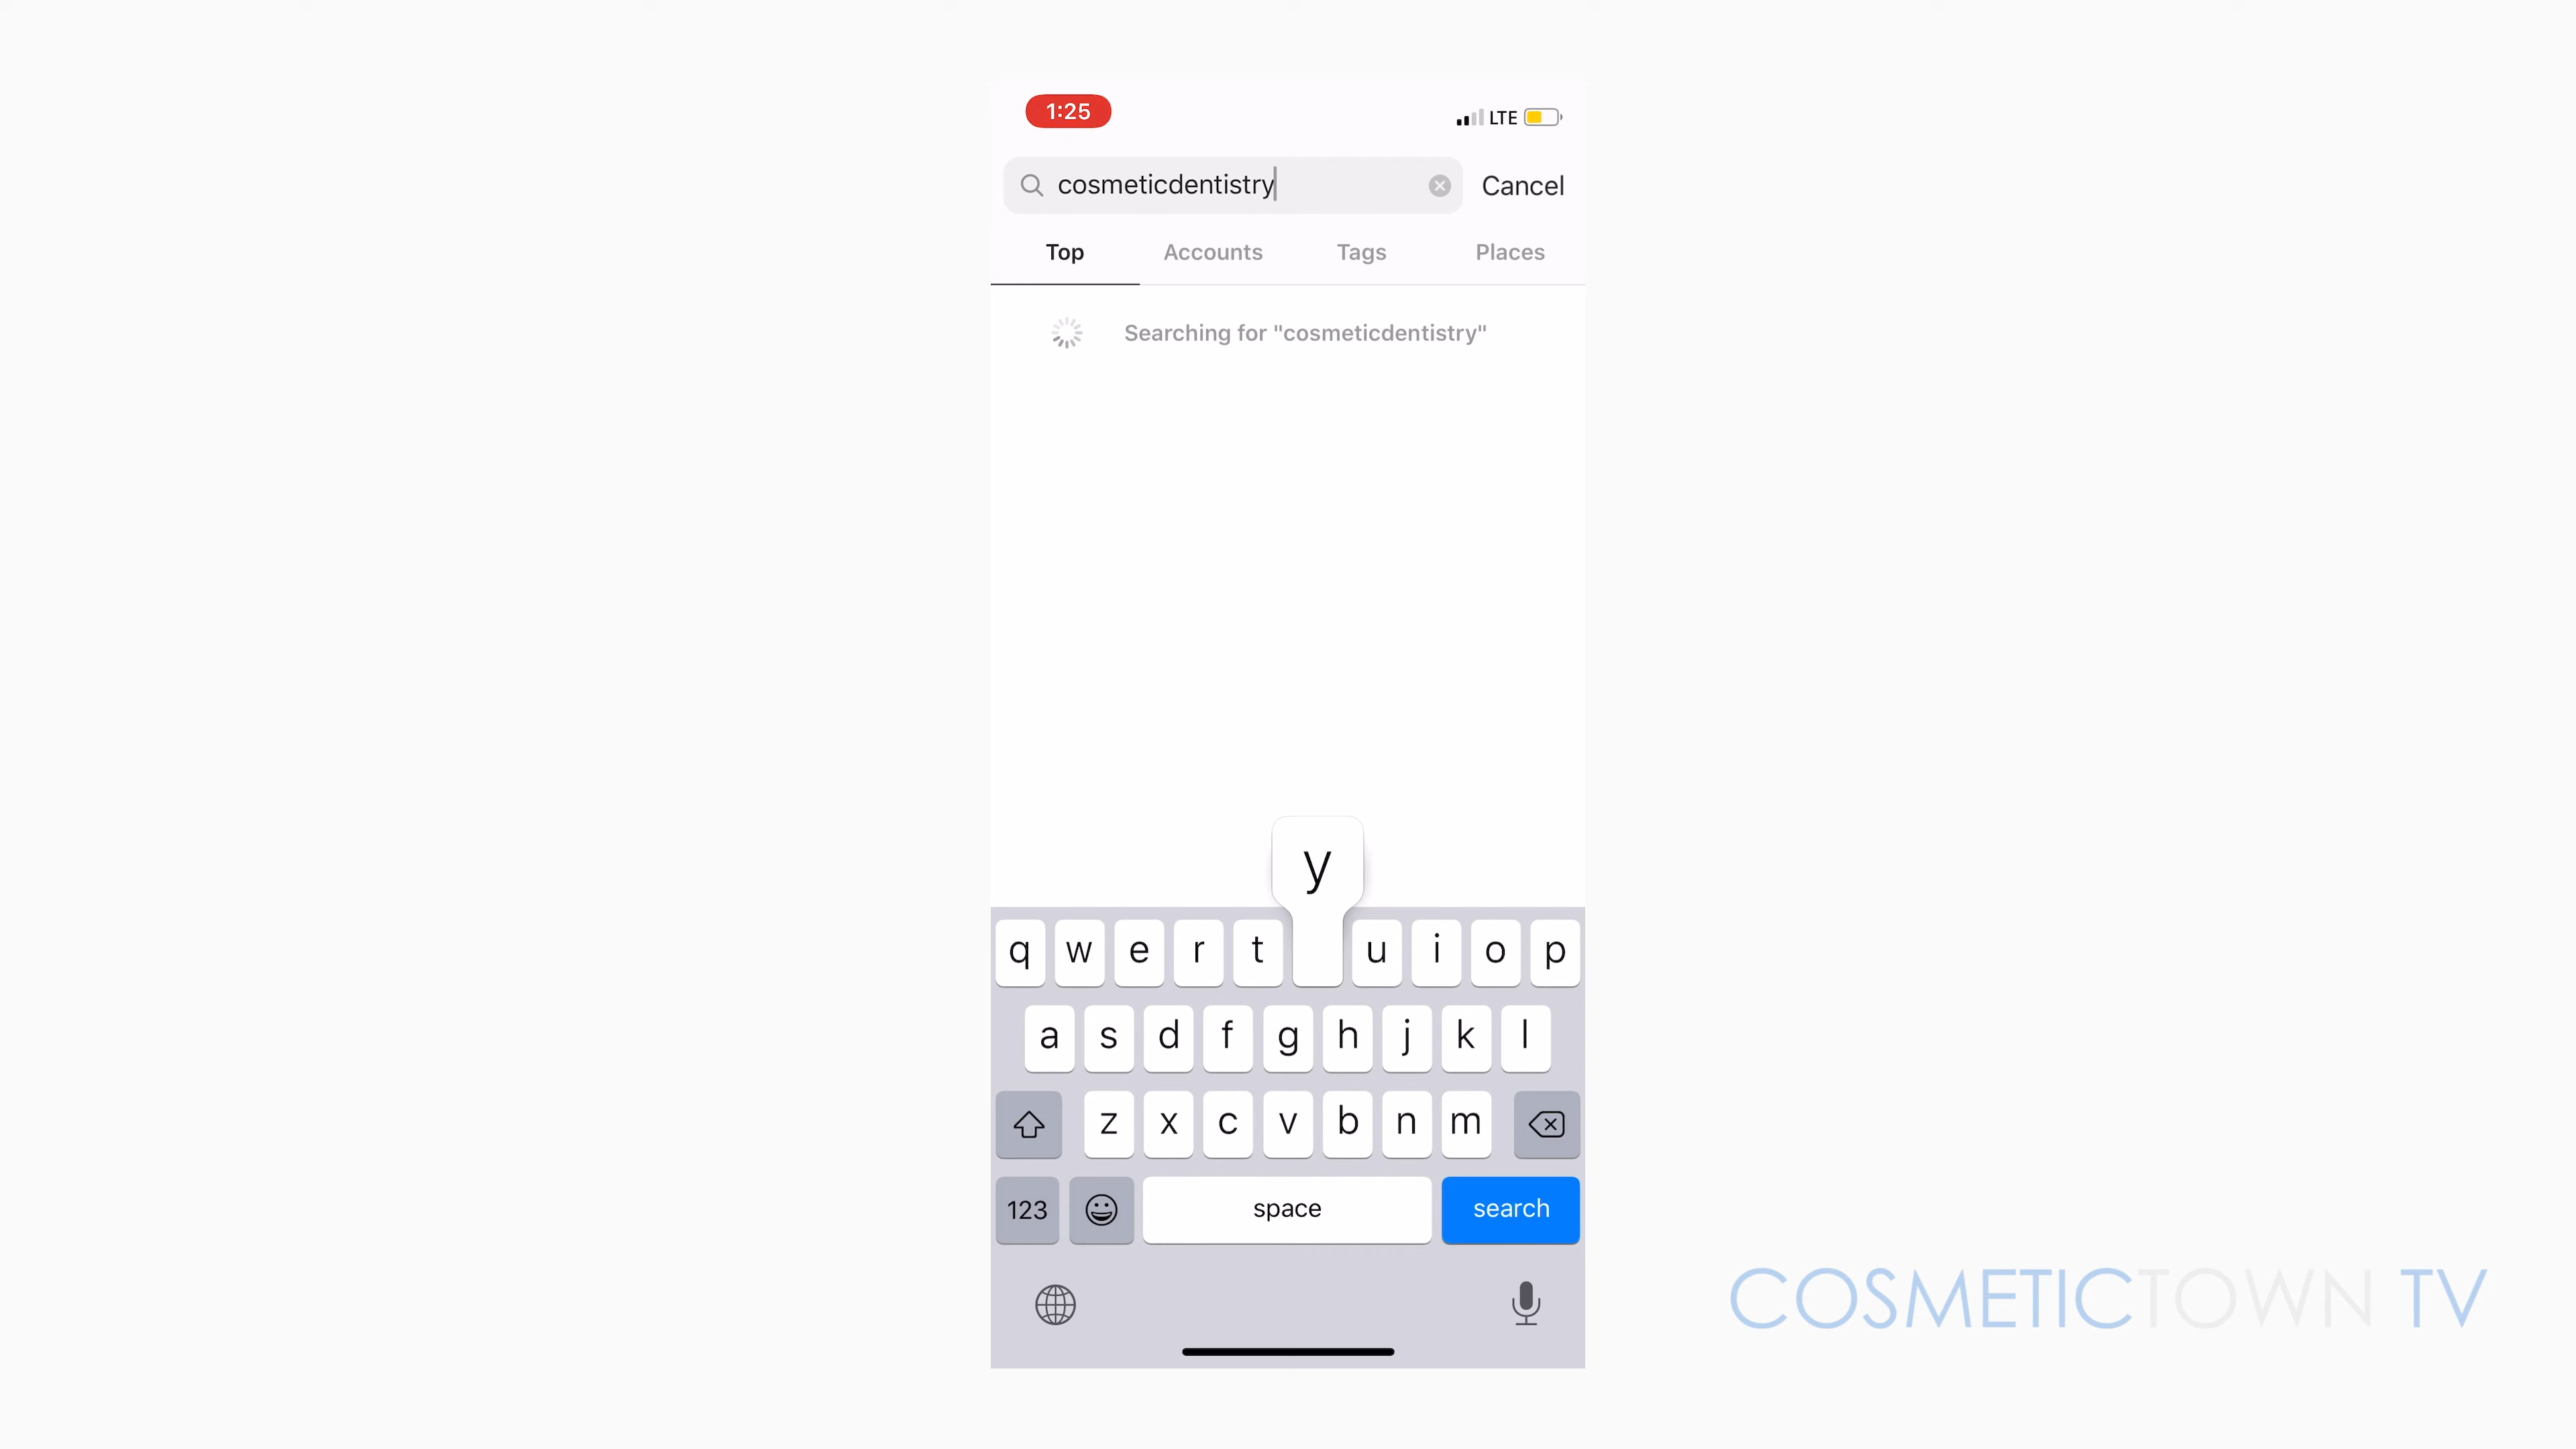 1:25
LTE
cosmeticdentistry
Cancel
Top Accounts Tags Places
Searching for "cosmeticdentistry"
y
q w e r t u i o p
a s d f g h j k l
z x c v b n m
123 space search
COSMETICTOWN TV